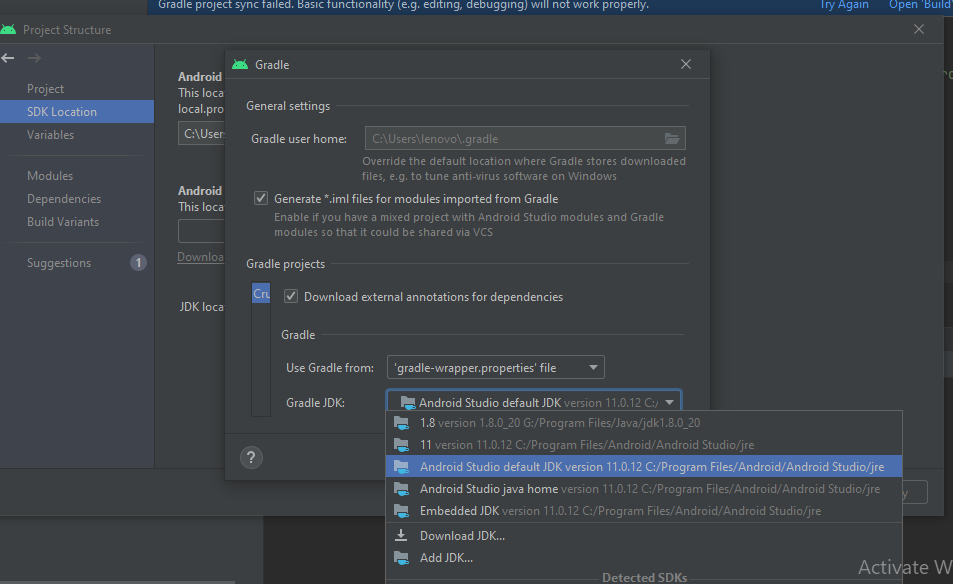 Gradle project sync failed. Basic functionality (e.g. editing, debugging) will not work properly.
Try Again
Open 'Build'
Project Structure
Project
SDK Location
Variables
Modules
Dependencies
Build Variants
Suggestions
1
Android
This loca
local.pro
C:\Users
Android
This loca
Downloa
JDK loca
Gradle
General settings
Gradle user home:
C:\Users\lenovo\.gradle
Override the default location where Gradle stores downloaded
files, e.g. to tune anti-virus software on Windows
Generate *.iml files for modules imported from Gradle
Enable if you have a mixed project with Android Studio modules and Gradle
modules so that it could be shared via VCS
Gradle projects
Cru
Download external annotations for dependencies
Gradle
Use Gradle from:
'gradle-wrapper.properties' file
Gradle JDK:
Android Studio default JDK version 11.0.12 C:/
1.8 version 1.8.0_20 G:/Program Files/Java/jdk1.8.0_20
11 version 11.0.12 C:/Program Files/Android/Android Studio/jre
Android Studio default JDK version 11.0.12 C:/Program Files/Android/Android Studio/jre
Android Studio java home version 11.0.12 C:/Program Files/Android/Android Studio/jre
Embedded JDK version 11.0.12 C:/Program Files/Android/Android Studio/jre
Download JDK...
Add JDK...
Detected SDKs
?
y
Activate W